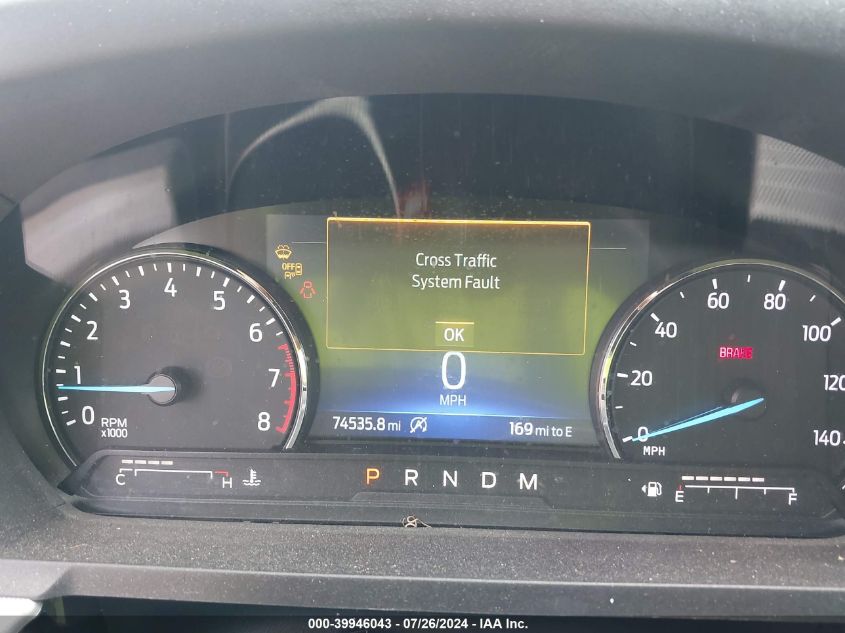 Cross Traffic
System Fault
OK
OFF
0
MPH
74535.8 mi
169 mi to E
0 1 2 3 4 5 6 7 8
RPM
x1000
0 20 40 60 80 100 120 140
BRAKE
MPH
C H
P R N D M
E F
000-39946043 / 07/26/2024 - IAA Inc.